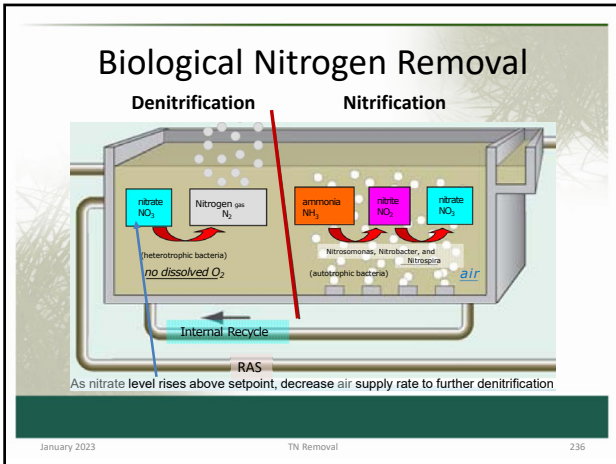 Biological Nitrogen Removal
Denitrification
Nitrification
nitrate
NO3
Nitrogen gas
N2
ammonia
NH3
nitrite
NO2
nitrate
NO3
(heterotrophic bacteria)
no dissolved O2
Nitrosomonas, Nitrobacter, and
Nitrospira
(autotrophic bacteria)
air
Internal Recycle
RAS
As nitrate level rises above setpoint, decrease air supply rate to further denitrification
January 2023
TN Removal
236